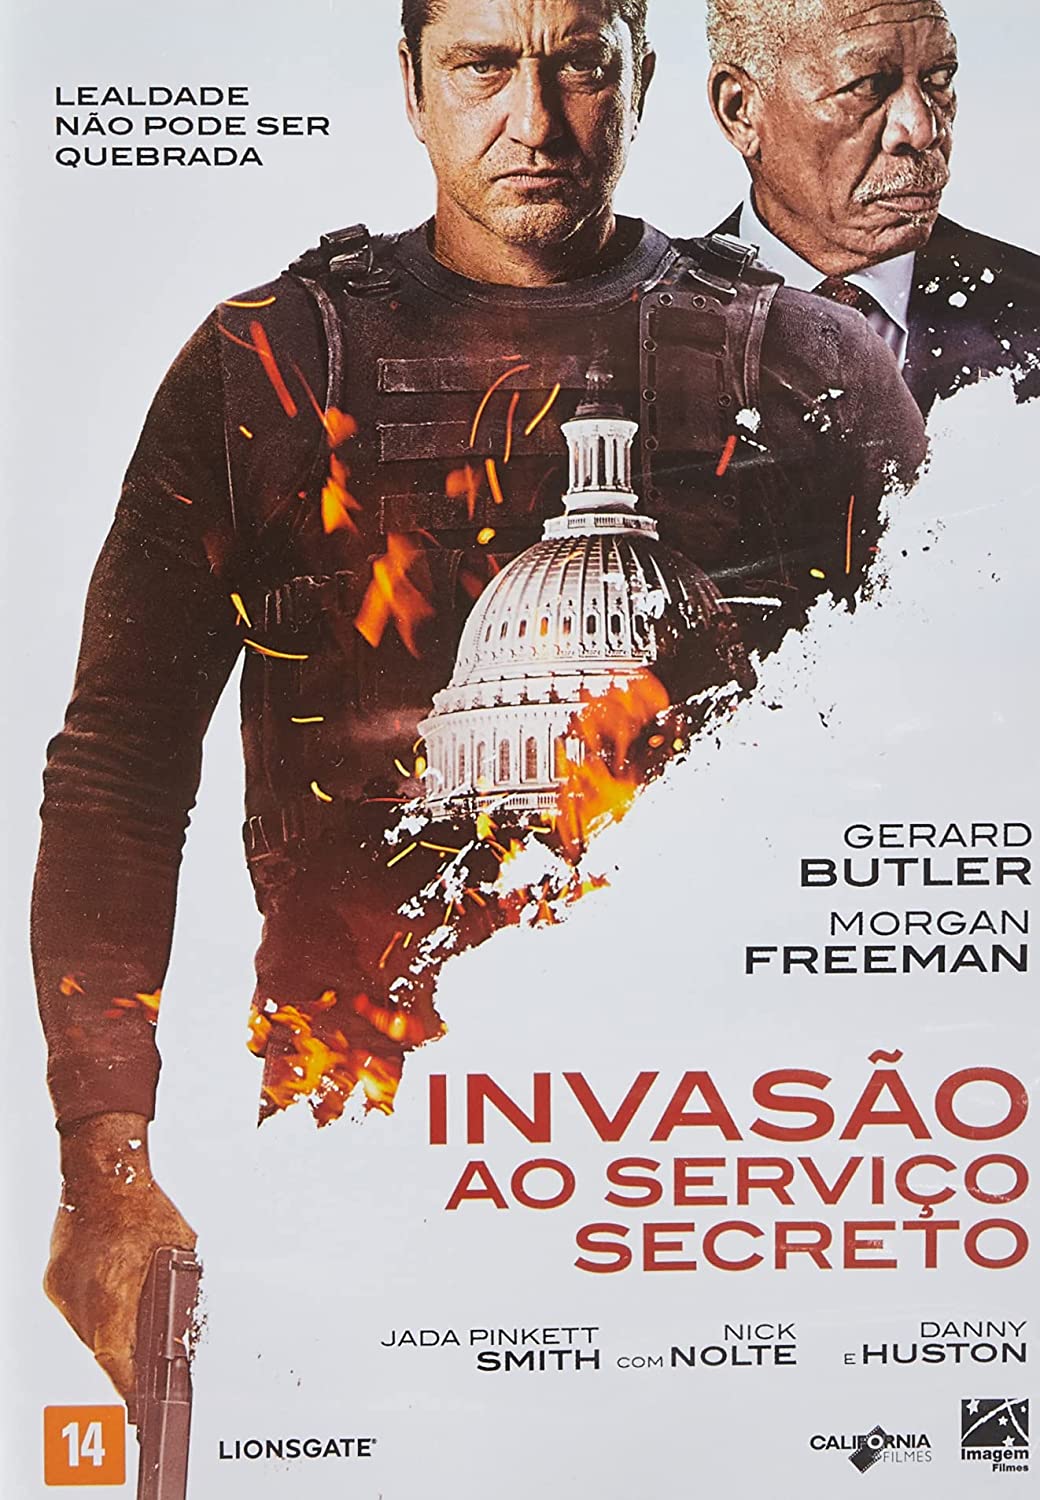 LEALDADE
NÃO PODE SER
QUEBRADA
GERARD
BUTLER
MORGAN
FREEMAN
INVASÃO
AO SERVIÇO
SECRETO
JADA PINKETT
SMITH
NICK
COM NOLTE
DANNY
E HUSTON
14
LIONSGATE
CALIFORNIA
FILMES
Imagem
Filmes